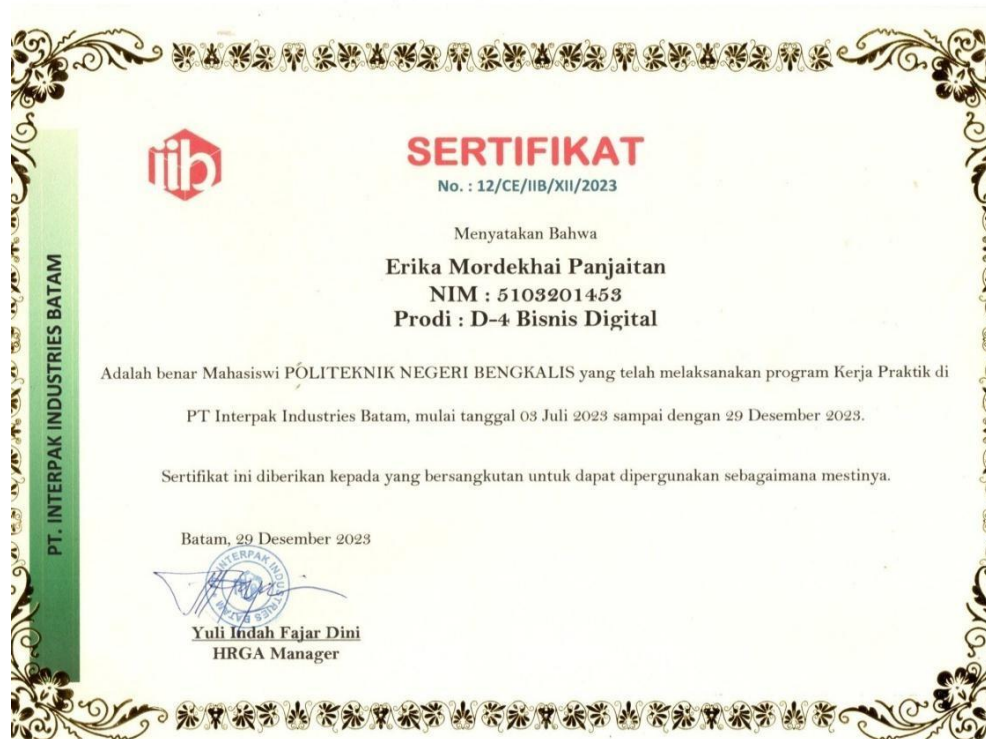 iib
SERTIFIKAT
No. : 12/CE/IIB/XII/2023
Menyatakan Bahwa
Erika Mordekhai Panjaitan
NIM : 5103201453
Prodi : D-4 Bisnis Digital
Adalah benar Mahasiswi POLITEKNIK NEGERI BENGKALIS yang telah melaksanakan program Kerja Praktik di
PT Interpak Industries Batam, mulai tanggal 03 Juli 2023 sampai dengan 29 Desember 2023.
Sertifikat ini diberikan kepada yang bersangkutan untuk dapat dipergunakan sebagaimana mestinya.
Batam, 29 Desember 2023
INTERPAK INDUSTRIES BATAM
Yuli Indah Fajar Dini
HRGA Manager
PT. INTERPAK INDUSTRIES BATAM